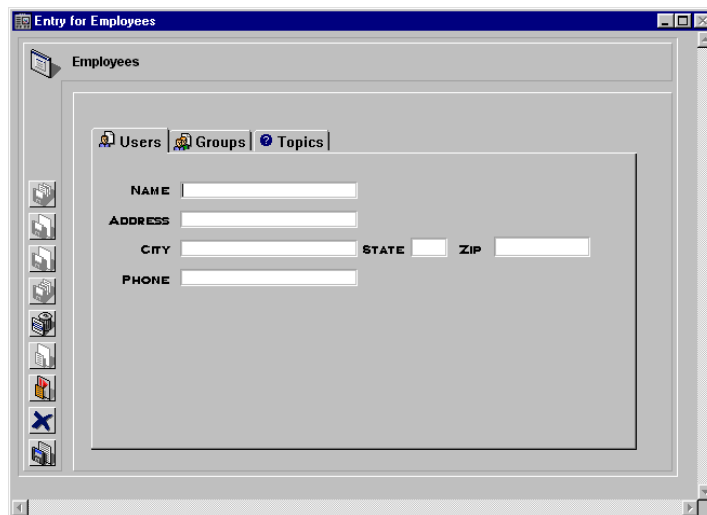 Entry for Employees
Employees
Users Groups Topics
NAME
ADDRESS
CITY STATE ZIP
PHONE